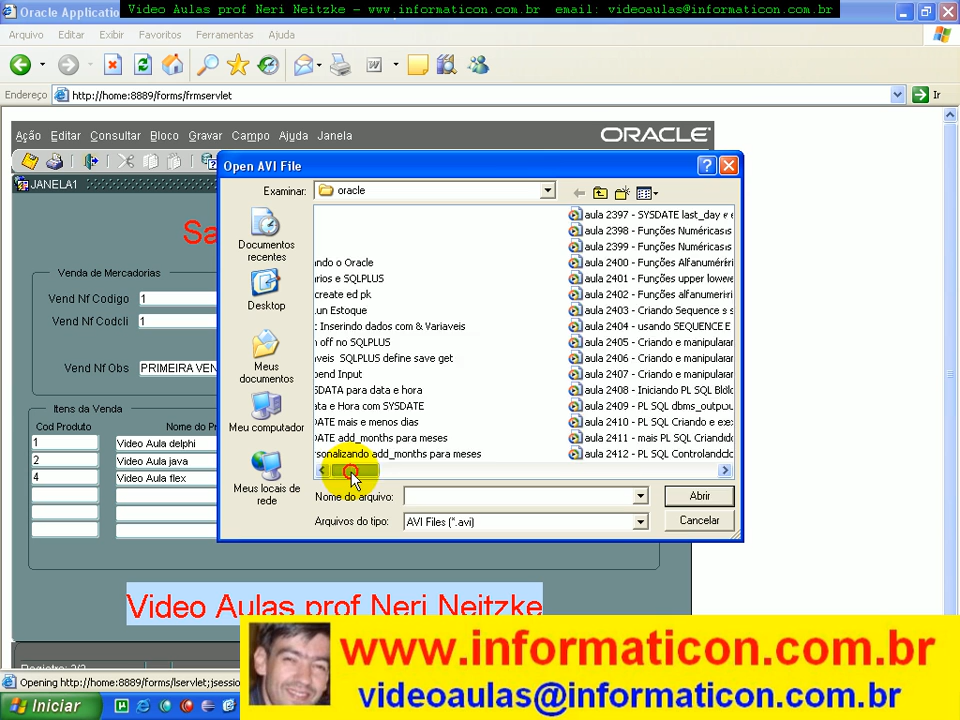 Oracle Application
Video Aulas prof Neri Neitzke - www.informaticon.com.br email: videoaulas@informaticon.com.br
Arquivo Editar Exibir Favoritos Ferramentas Ajuda
Endereço http://home:8889/forms/frmservlet Ir
Ação Editar Consultar Bloco Gravar Campo Ajuda Janela ORACLE
JANELA1
Open AVI File
Examinar: oracle
Documentos recentes
Desktop
Meus documentos
Meu computador
Meus locais de rede
ando o Oracle
arios e SQLPLUS
create ed pk
Lun Estoque
t Inserindo dados com & Variaveis
n off no SQLPLUS
aveis SQLPLUS define save get
pend Input
SDATA para data e hora
ata e Hora com SYSDATE
DATE mais e menos dias
DATE add_months para meses
rsonalizando add_months para meses
aula 2397 - SYSDATE last_day e
aula 2398 - Funções Numéricas
aula 2399 - Funções Numéricas
aula 2400 - Funções Alfanuméri
aula 2401 - Funções upper lower
aula 2402 - Funções alfanumeri
aula 2403 - Criando Sequence
aula 2404 - usando SEQUENCE E
aula 2405 - Criando e manipular
aula 2406 - Criando e manipular
aula 2407 - Criando e manipular
aula 2408 - Iniciando PL SQL Blo
aula 2409 - PL SQL dbms_outpu
aula 2410 - PL SQL Criando e ex
aula 2411 - mais PL SQL Criando
aula 2412 - PL SQL Controland
Nome do arquivo: Abrir
Arquivos do tipo: AVI Files (*.avi) Cancelar
Sa
Venda de Mercadorias
Vend Nf Codigo 1
Vend Nf Codcli 1
Vend Nf Obs PRIMEIRA VEN
Itens da Venda
Cod Produto Nome do Pr
1 Video Aula delphi
2 Video Aula java
4 Video Aula flex
Video Aulas prof Neri Neitzke
www.informaticon.com.br
videoaulas@informaticon.com.br
Registro: 2/2
Opening http://home:8889/forms/lservlet;jsessio
Iniciar